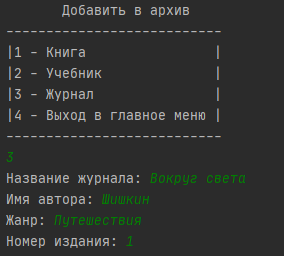 Добавить в архив
---------------------------
|1 - Книга                |
|2 - Учебник              |
|3 - Журнал               |
|4 - Выход в главное меню |
---------------------------
3
Название журнала: Вокруг света
Имя автора: Шишкин
Жанр: Путешествия
Номер издания: 1